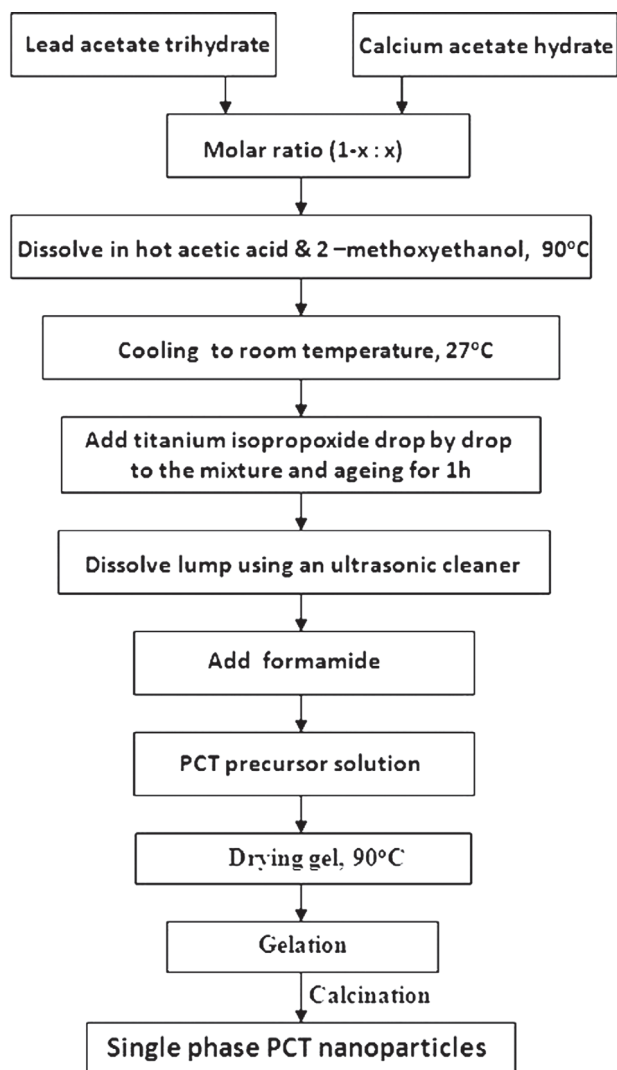 Lead acetate trihydrate
Calcium acetate hydrate
Molar ratio (1-x : x)
Dissolve in hot acetic acid & 2 –methoxyethanol, 90°C
Cooling to room temperature, 27°C
Add titanium isopropoxide drop by drop
to the mixture and ageing for 1h
Dissolve lump using an ultrasonic cleaner
Add formamide
PCT precursor solution
Drying gel, 90°C
Gelation
Calcination
Single phase PCT nanoparticles